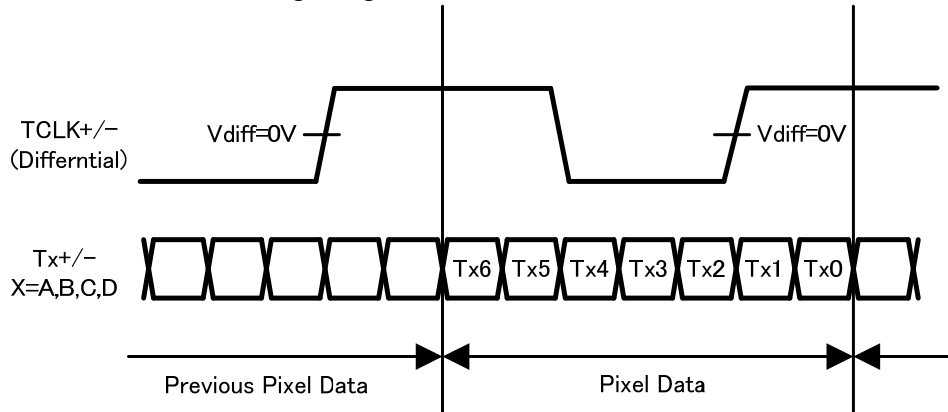 TCLK+/-
(Differntial)
Vdiff=0V
Vdiff=0V
Tx+/-
X=A,B,C,D
Tx6 Tx5 Tx4 Tx3 Tx2 Tx1 Tx0
Previous Pixel Data
Pixel Data